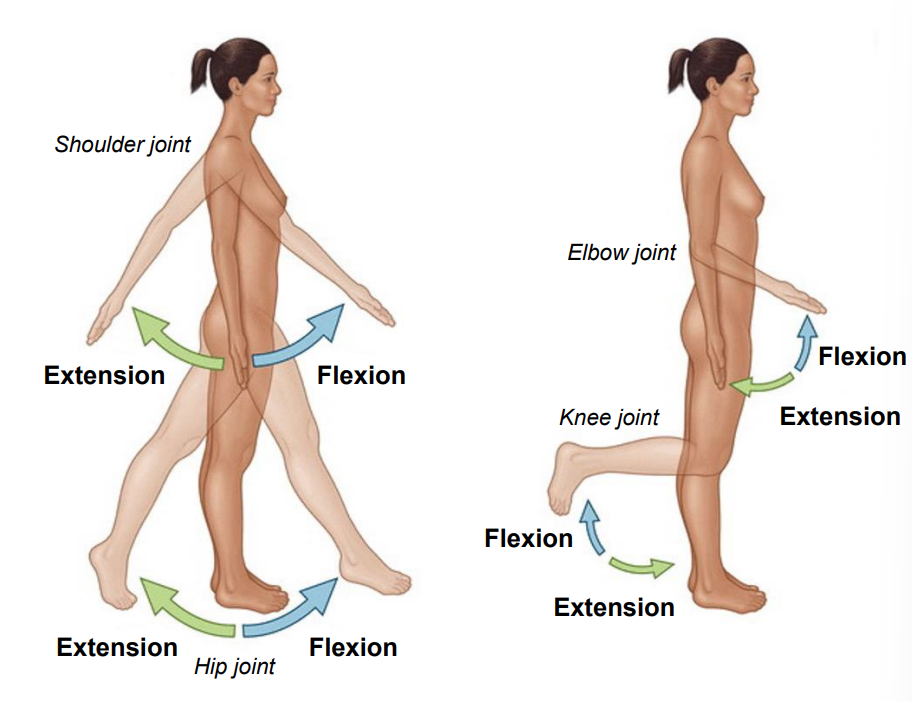 Shoulder joint
Extension
Flexion
Extension
Flexion
Hip joint
Elbow joint
Flexion
Extension
Knee joint
Flexion
Extension